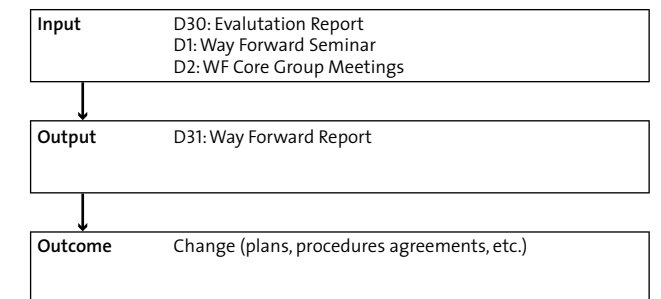 Input D30: Evalutation Report
D1: Way Forward Seminar
D2: WF Core Group Meetings
Output D31: Way Forward Report
Outcome Change (plans, procedures agreements, etc.)